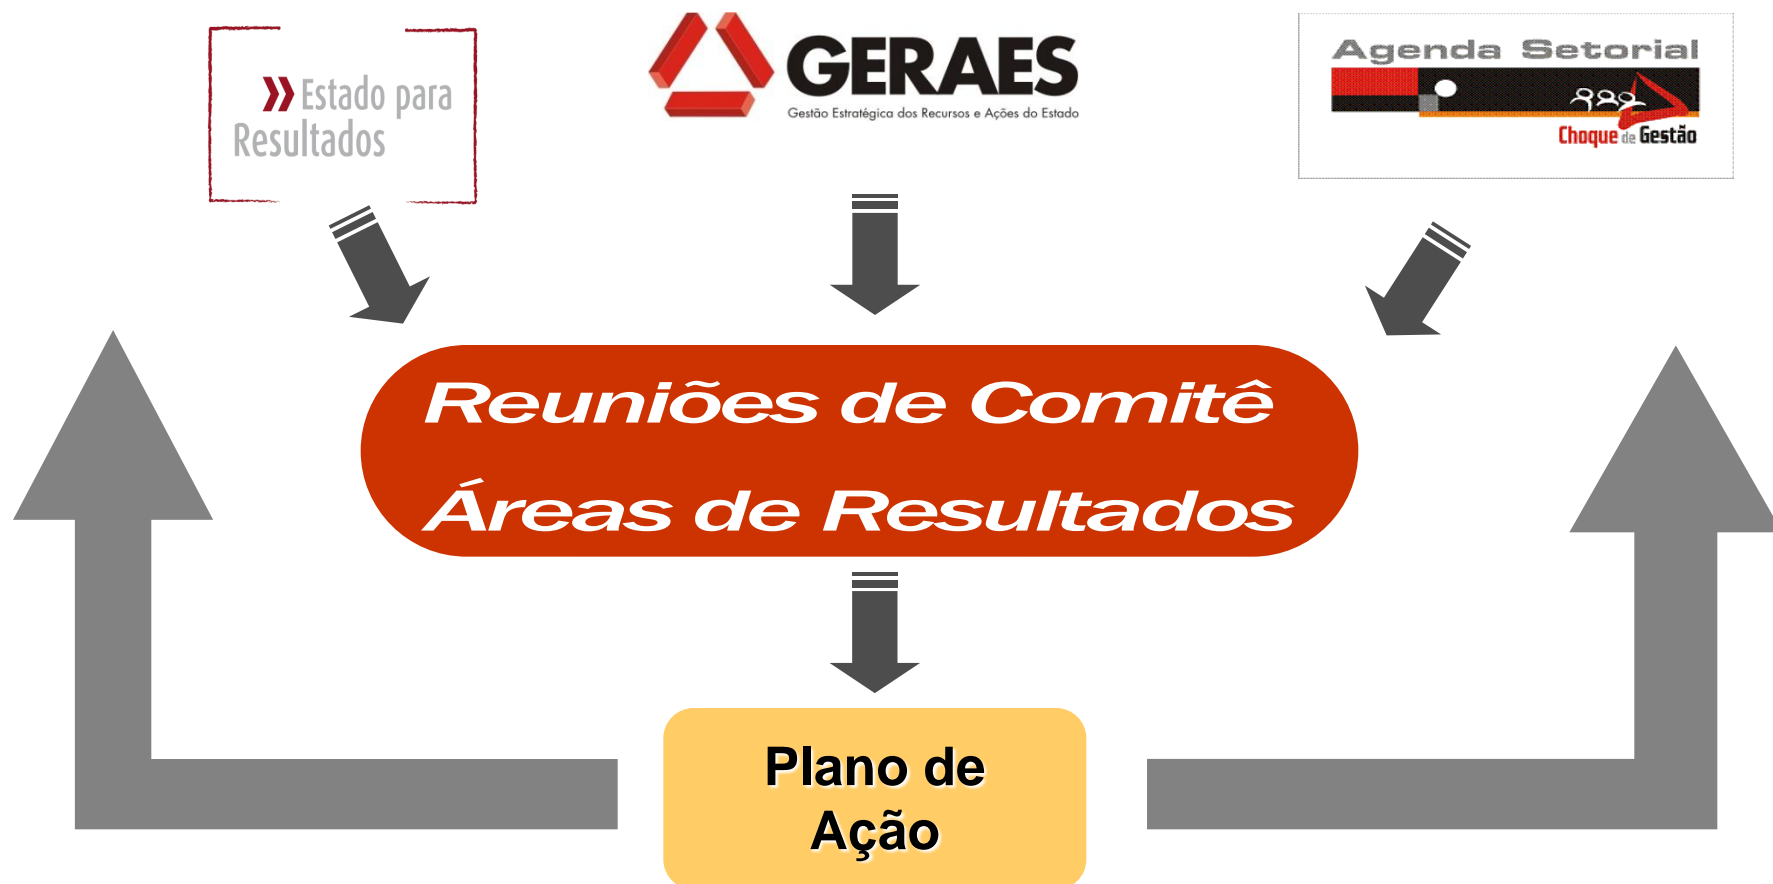 » Estado para
Resultados
GERAES
Gestão Estratégica dos Recursos e Ações do Estado
Agenda Setorial
Choque de Gestão
Reuniões de Comitê
Áreas de Resultados
Plano de
Ação